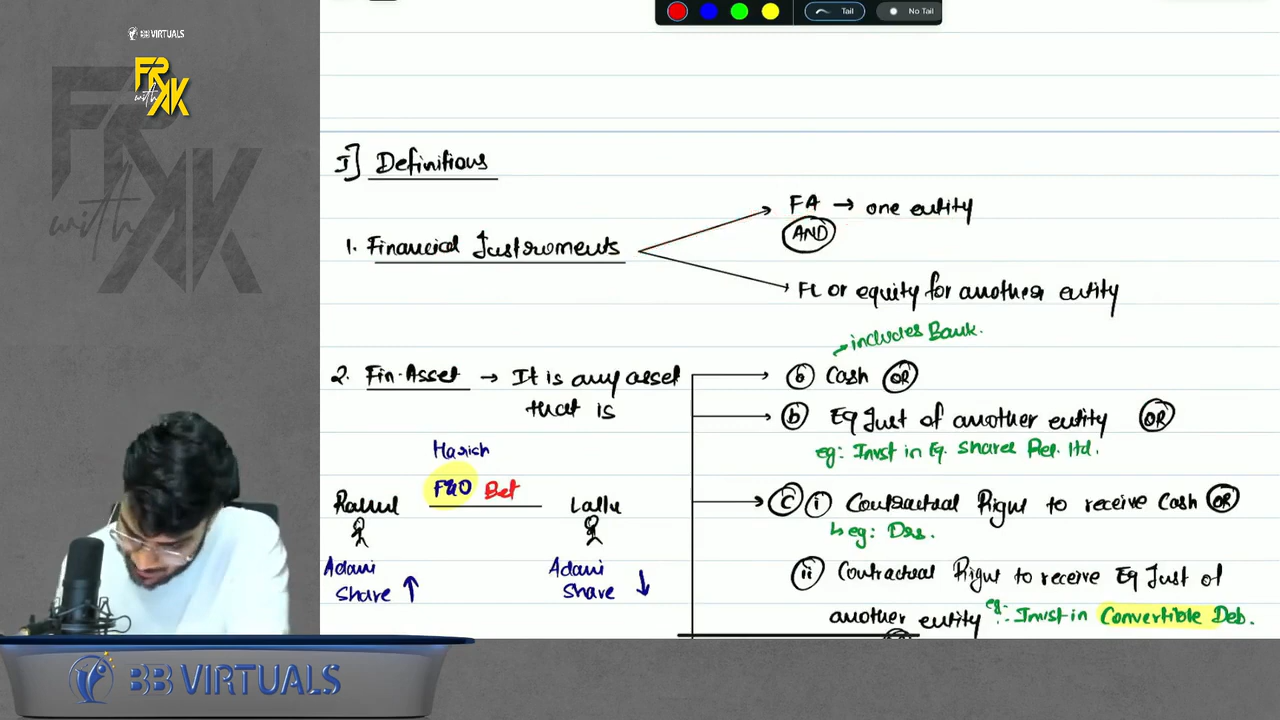 BB VIRTUALS
FR
with
AK
Tail
No Tail
I] Definitions
FA → one entity
AND
1. Financial Instruments
FL or equity for another entity
includes Bank.
2. Fin. Asset → It is any asset
that is
b Cash OR
b Eq Inst of another entity OR
eg: Invst in Eq. Shares Rel. ltd.
Harish
F&O Bet
Rahul
Lallu
c i Contractual Right to receive Cash OR
↳ eg: Drs.
Adani
Share ↑
Adani
Share ↓
ii Contractual Right to receive Eq Inst of
another entity eg:- Invst in Convertible Deb.
BB VIRTUALS